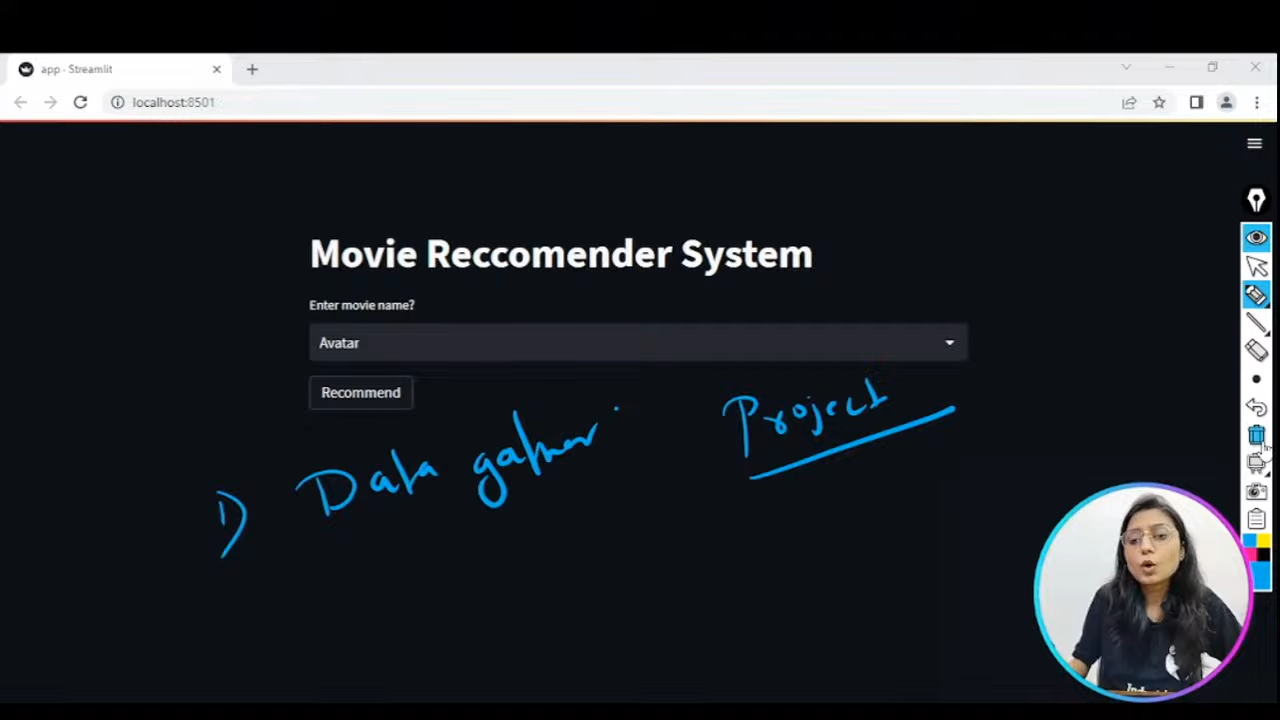 app · Streamlit
localhost:8501
Movie Reccomender System
Enter movie name?
Avatar
Recommend
Project
1) Data gather